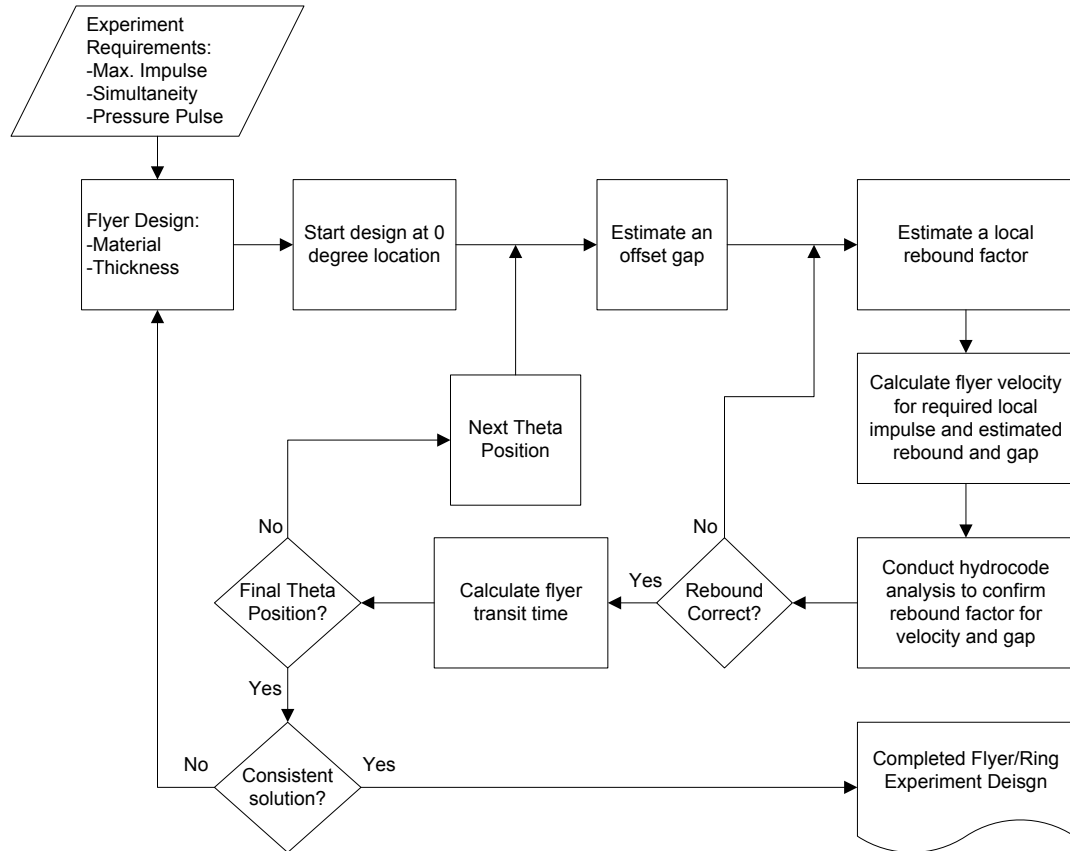 Experiment
Requirements:
-Max. Impulse
-Simultaneity
-Pressure Pulse
Flyer Design:
-Material
-Thickness
Start design at 0
degree location
Estimate an
offset gap
Estimate a local
rebound factor
Calculate flyer velocity
for required local
impulse and estimated
rebound and gap
Next Theta
Position
No
No
Conduct hydrocode
analysis to confirm
rebound factor for
velocity and gap
Rebound
Correct?
Yes
Calculate flyer
transit time
Final Theta
Position?
Yes
Consistent
solution?
No
Yes
Completed Flyer/Ring
Experiment Deisgn